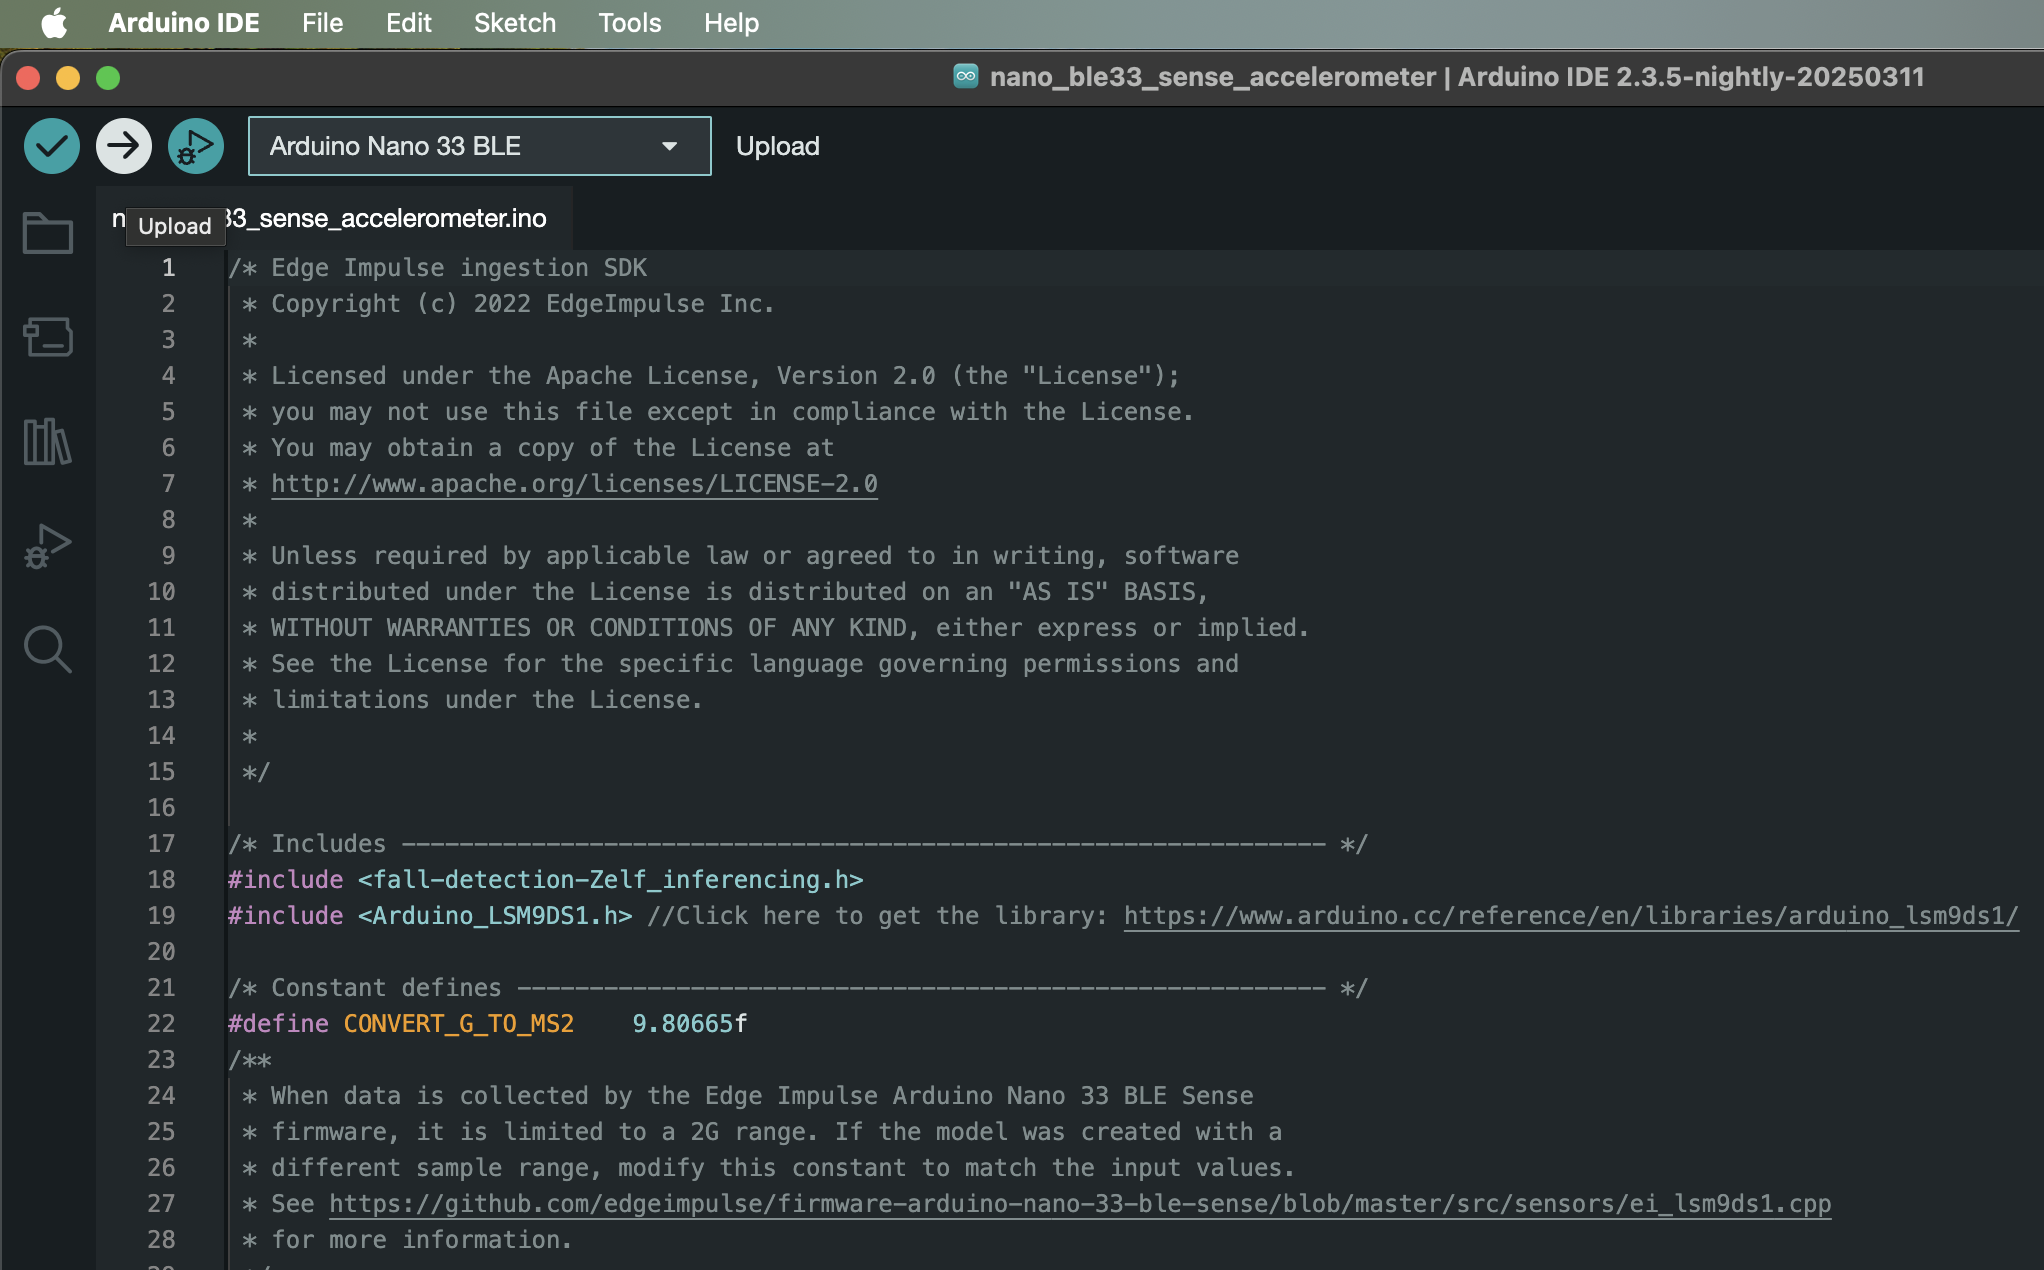 Arduino IDE File Edit Sketch Tools Help
nano_ble33_sense_accelerometer | Arduino IDE 2.3.5-nightly-20250311
Arduino Nano 33 BLE Upload
n 33_sense_accelerometer.ino
Upload
1 /* Edge Impulse ingestion SDK
2 * Copyright (c) 2022 EdgeImpulse Inc.
3 *
4 * Licensed under the Apache License, Version 2.0 (the "License");
5 * you may not use this file except in compliance with the License.
6 * You may obtain a copy of the License at
7 * http://www.apache.org/licenses/LICENSE-2.0
8 *
9 * Unless required by applicable law or agreed to in writing, software
10 * distributed under the License is distributed on an "AS IS" BASIS,
11 * WITHOUT WARRANTIES OR CONDITIONS OF ANY KIND, either express or implied.
12 * See the License for the specific language governing permissions and
13 * limitations under the License.
14 *
15 */
16
17 /* Includes ---------------------------------------------------------------- */
18 #include <fall-detection-Zelf_inferencing.h>
19 #include <Arduino_LSM9DS1.h> //Click here to get the library: https://www.arduino.cc/reference/en/libraries/arduino_lsm9ds1/
20
21 /* Constant defines -------------------------------------------------------- */
22 #define CONVERT_G_TO_MS2    9.80665f
23 /**
24 * When data is collected by the Edge Impulse Arduino Nano 33 BLE Sense
25 * firmware, it is limited to a 2G range. If the model was created with a
26 * different sample range, modify this constant to match the input values.
27 * See https://github.com/edgeimpulse/firmware-arduino-nano-33-ble-sense/blob/master/src/sensors/ei_lsm9ds1.cpp
28 * for more information.